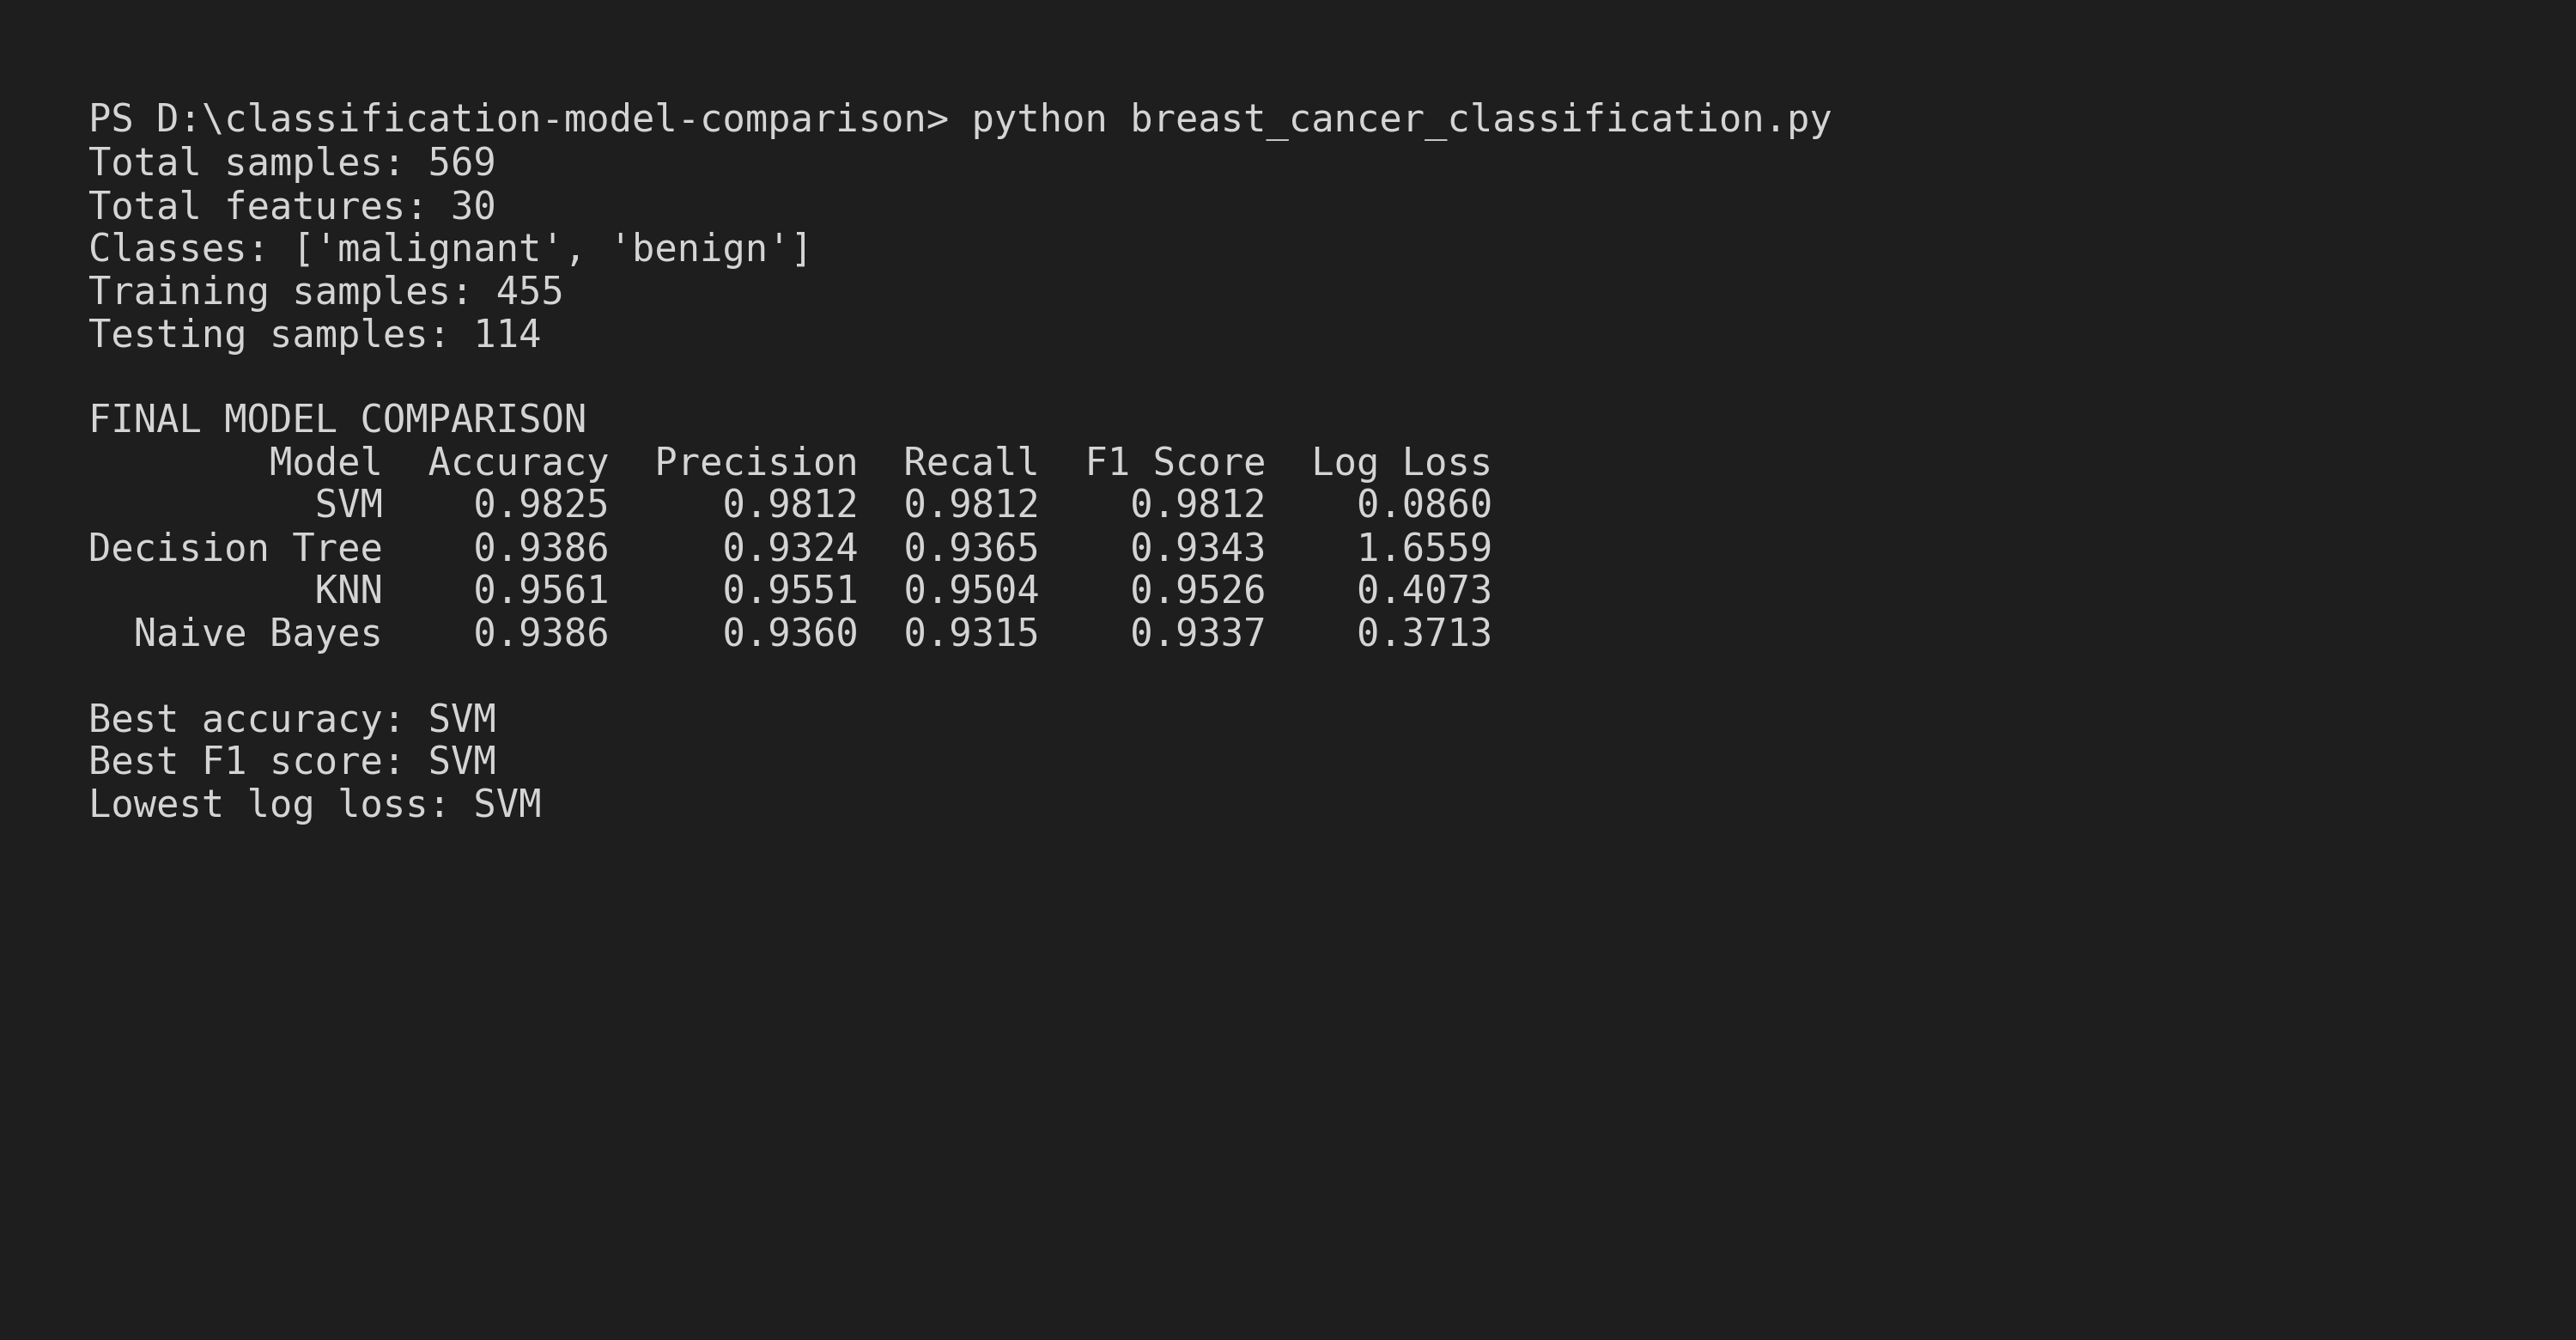 PS D:\classification-model-comparison> python breast_cancer_classification.py
Total samples: 569
Total features: 30
Classes: ['malignant', 'benign']
Training samples: 455
Testing samples: 114

FINAL MODEL COMPARISON
        Model  Accuracy  Precision  Recall  F1 Score  Log Loss
          SVM    0.9825     0.9812  0.9812    0.9812    0.0860
Decision Tree    0.9386     0.9324  0.9365    0.9343    1.6559
          KNN    0.9561     0.9551  0.9504    0.9526    0.4073
  Naive Bayes    0.9386     0.9360  0.9315    0.9337    0.3713

Best accuracy: SVM
Best F1 score: SVM
Lowest log loss: SVM